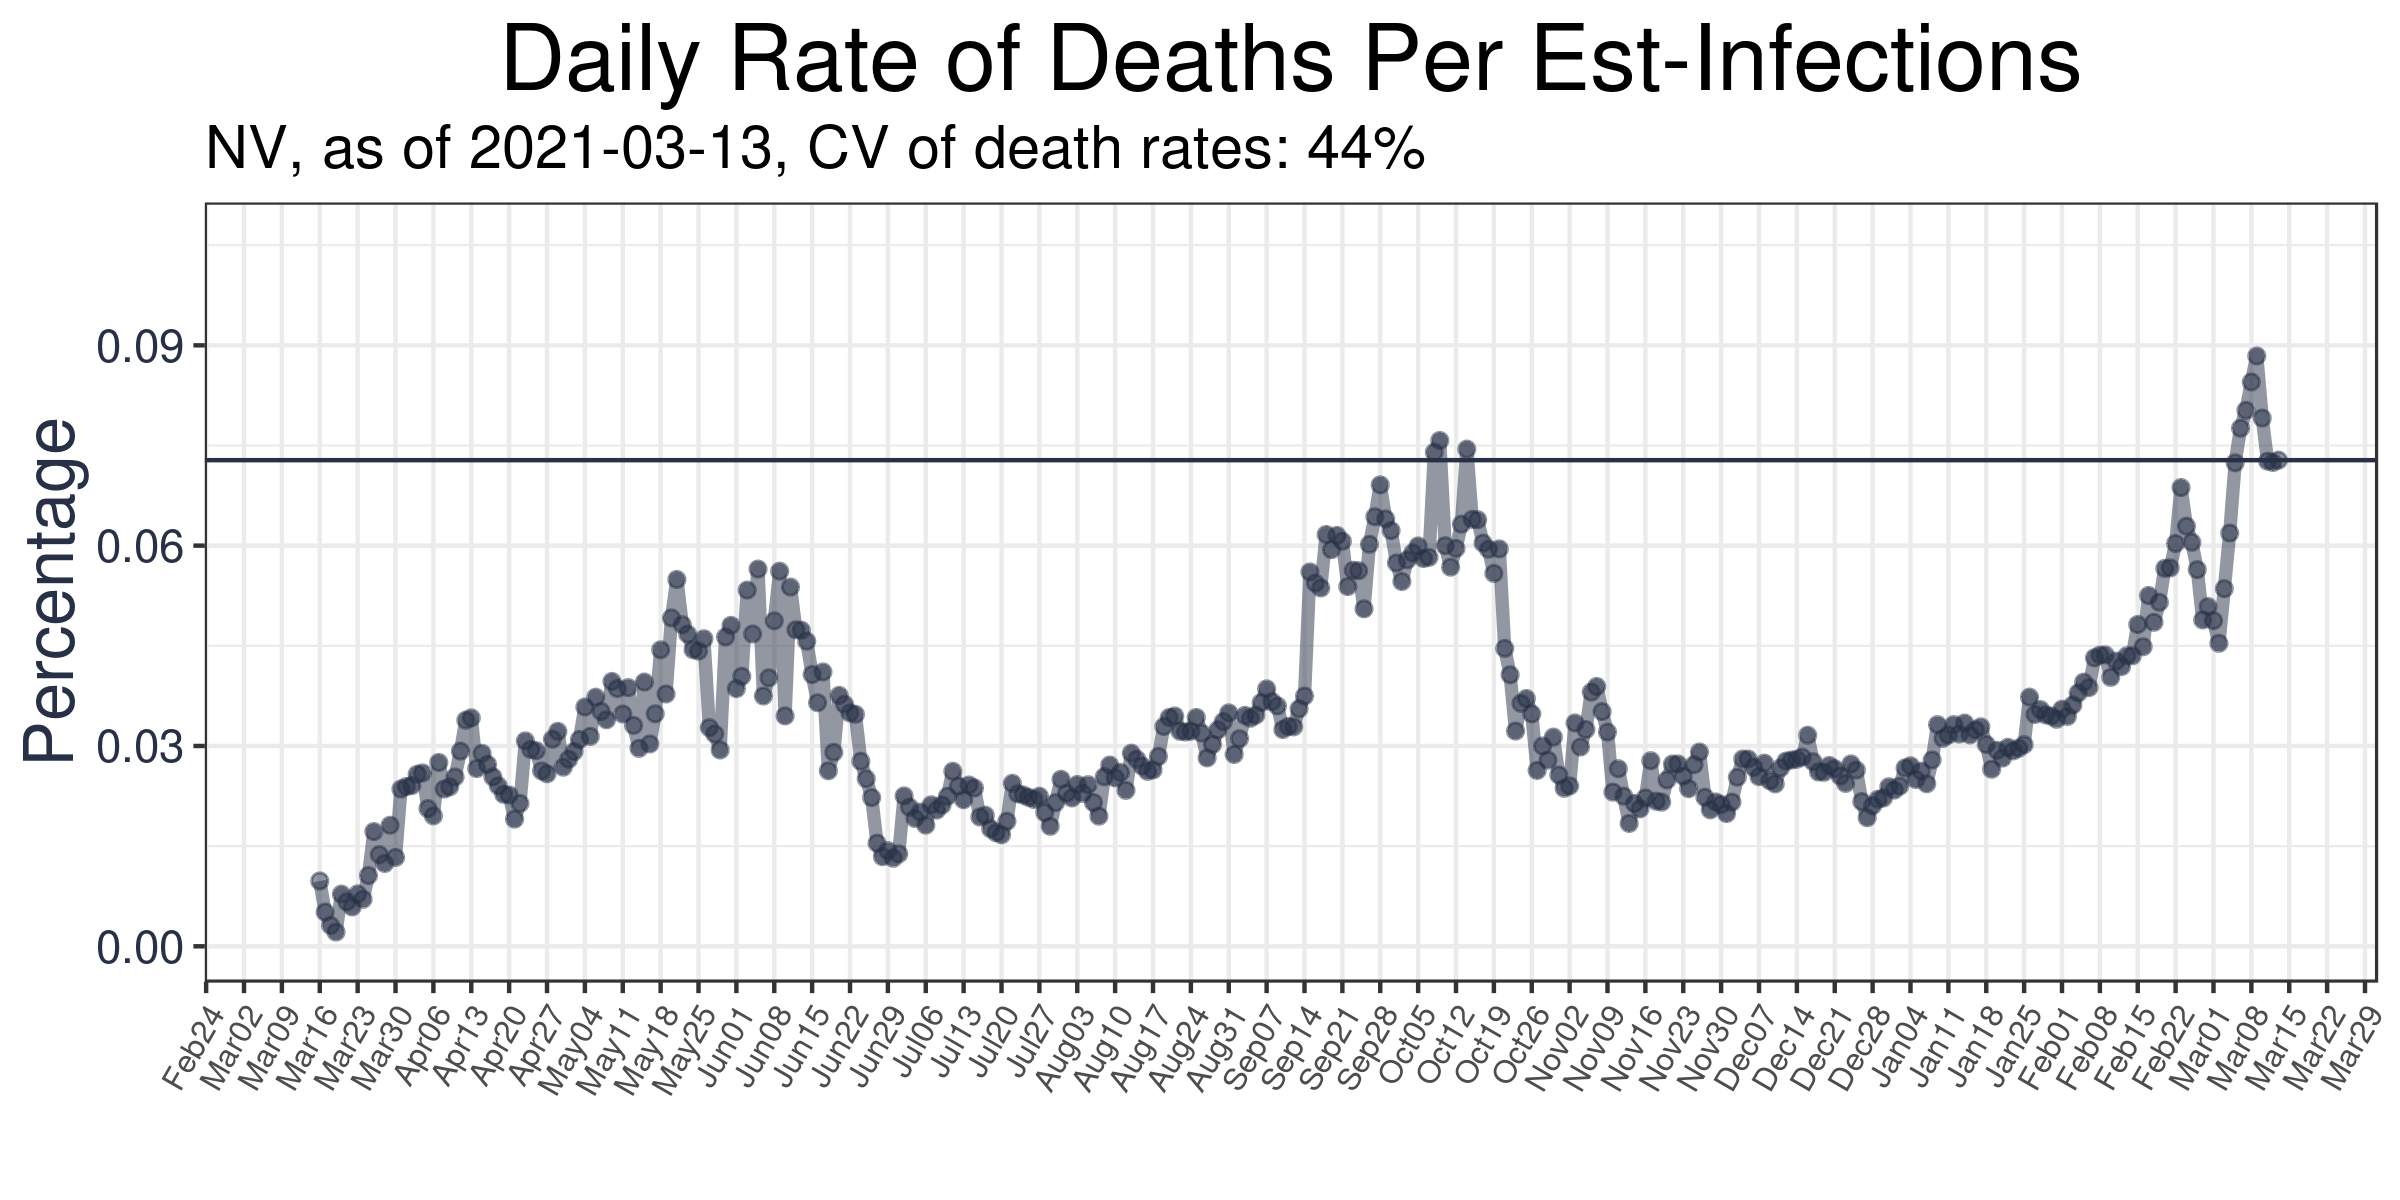 Daily Rate of Deaths Per Est-Infections
NV, as of 2021-03-13, CV of death rates: 44%
Percentage
0.09
0.06
0.03
0.00
Feb24
Mar02
Mar09
Mar16
Mar23
Mar30
Apr06
Apr13
Apr20
Apr27
May04
May11
May18
May25
Jun01
Jun08
Jun15
Jun22
Jun29
Jul06
Jul13
Jul20
Jul27
Aug03
Aug10
Aug17
Aug24
Aug31
Sep07
Sep14
Sep21
Sep28
Oct05
Oct12
Oct19
Oct26
Nov02
Nov09
Nov16
Nov23
Nov30
Dec07
Dec14
Dec21
Dec28
Jan04
Jan11
Jan18
Jan25
Feb01
Feb08
Feb15
Feb22
Mar01
Mar08
Mar15
Mar22
Mar29